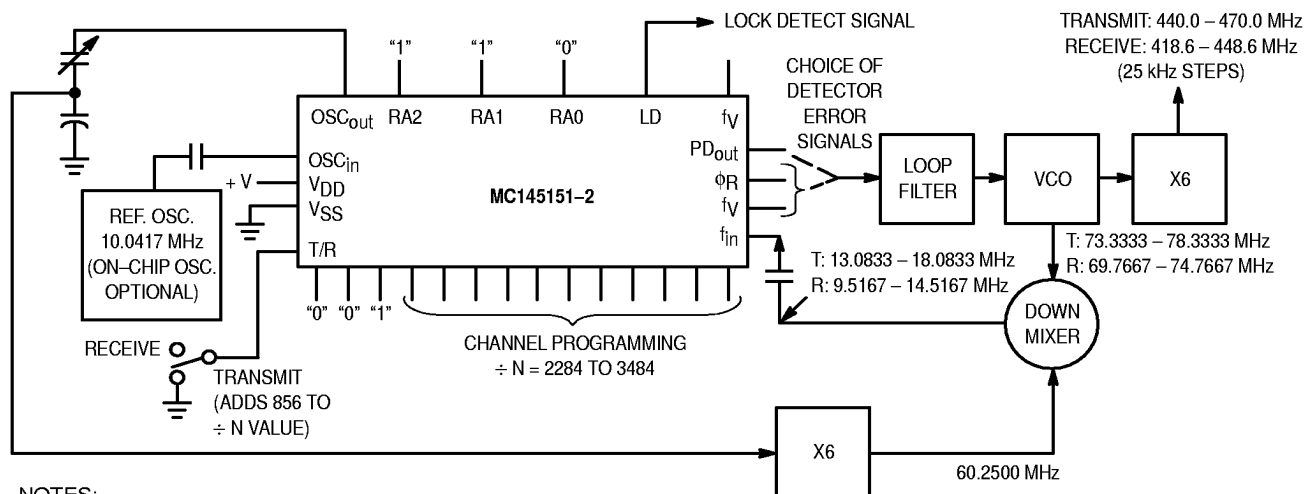 LOCK DETECT SIGNAL
TRANSMIT: 440.0 – 470.0 MHz
RECEIVE: 418.6 – 448.6 MHz
(25 kHz STEPS)
"1"
"1"
"0"
CHOICE OF
DETECTOR
ERROR
SIGNALS
OSCout
RA2
RA1
RA0
LD
fV
PDout
OSCin
ϕR
+ V
VDD
MC145151–2
VSS
fV
fin
T/R
LOOP
FILTER
VCO
X6
REF. OSC.
10.0417 MHz
(ON–CHIP OSC.
OPTIONAL)
T: 13.0833 – 18.0833 MHz
R: 9.5167 – 14.5167 MHz
T: 73.3333 – 78.3333 MHz
R: 69.7667 – 74.7667 MHz
"0"
"0"
"1"
DOWN
MIXER
CHANNEL PROGRAMMING
÷ N = 2284 TO 3484
RECEIVE
TRANSMIT
(ADDS 856 TO
÷ N VALUE)
X6
60.2500 MHz
NOTES: